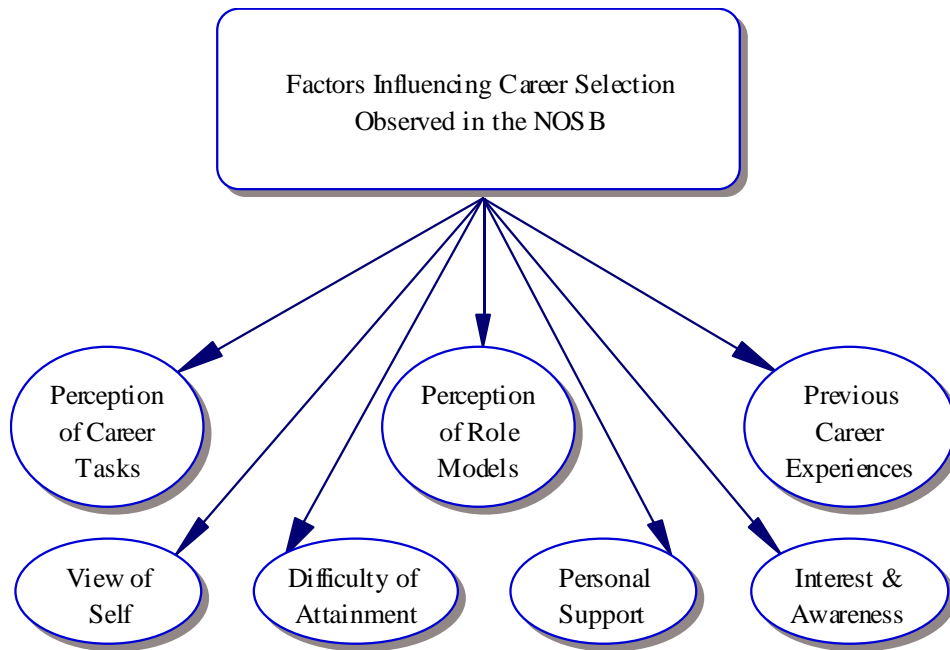 Factors Influencing Career Selection
Observed in the NOSB
Perception
of Career
Tasks
Perception
of Role
Models
Previous
Career
Experiences
View of
Self
Difficulty of
Attainment
Personal
Support
Interest &
Awareness